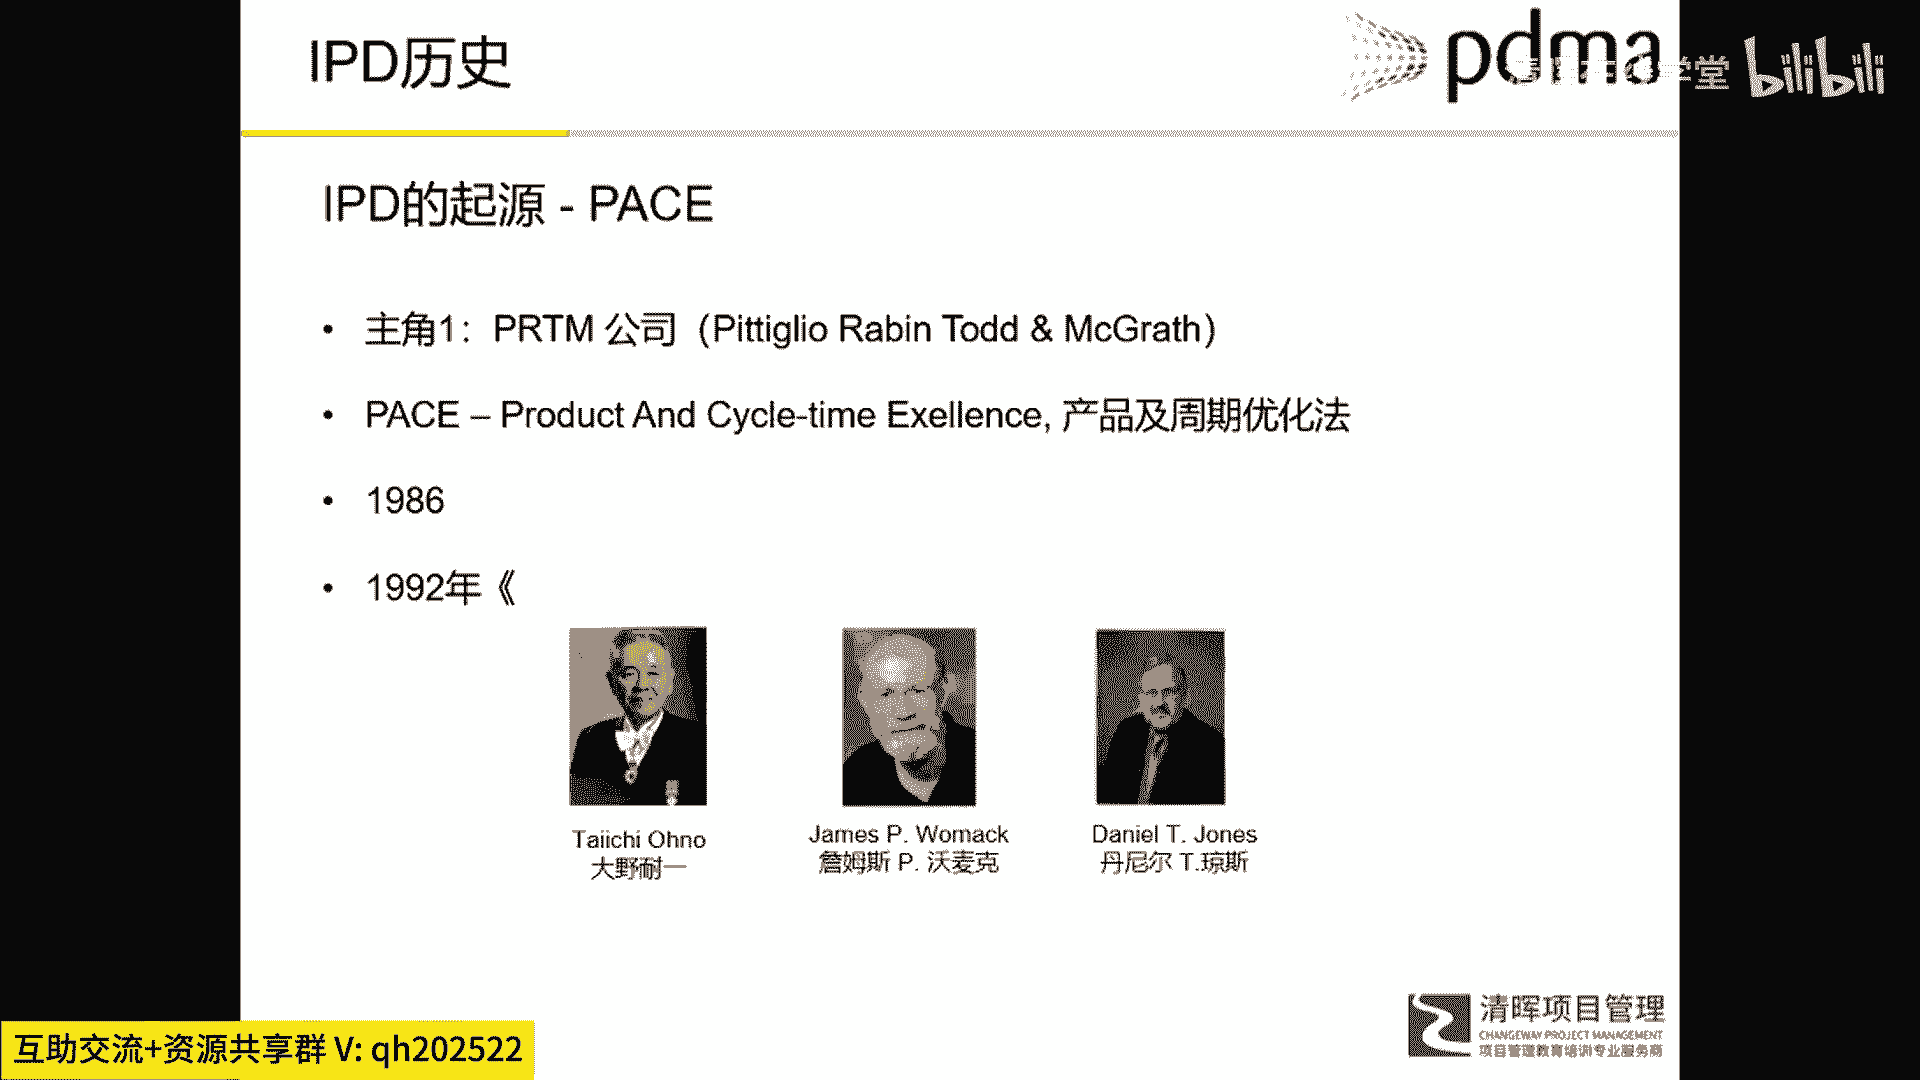 IPD历史
pdma
学堂 bilibili
IPD的起源 - PACE
• 主角1：PRTM 公司（Pittiglio Rabin Todd & McGrath）
• PACE – Product And Cycle-time Exellence, 产品及周期优化法
• 1986
• 1992年《
Taiichi Ohno
大野耐一
James P. Womack
詹姆斯 P. 沃麦克
Daniel T. Jones
丹尼尔 T.琼斯
清晖项目管理
CHANGEWAY PROJECT MANAGEMENT
项目管理教育培训专业服务商
互助交流+资源共享群 V: qh202522